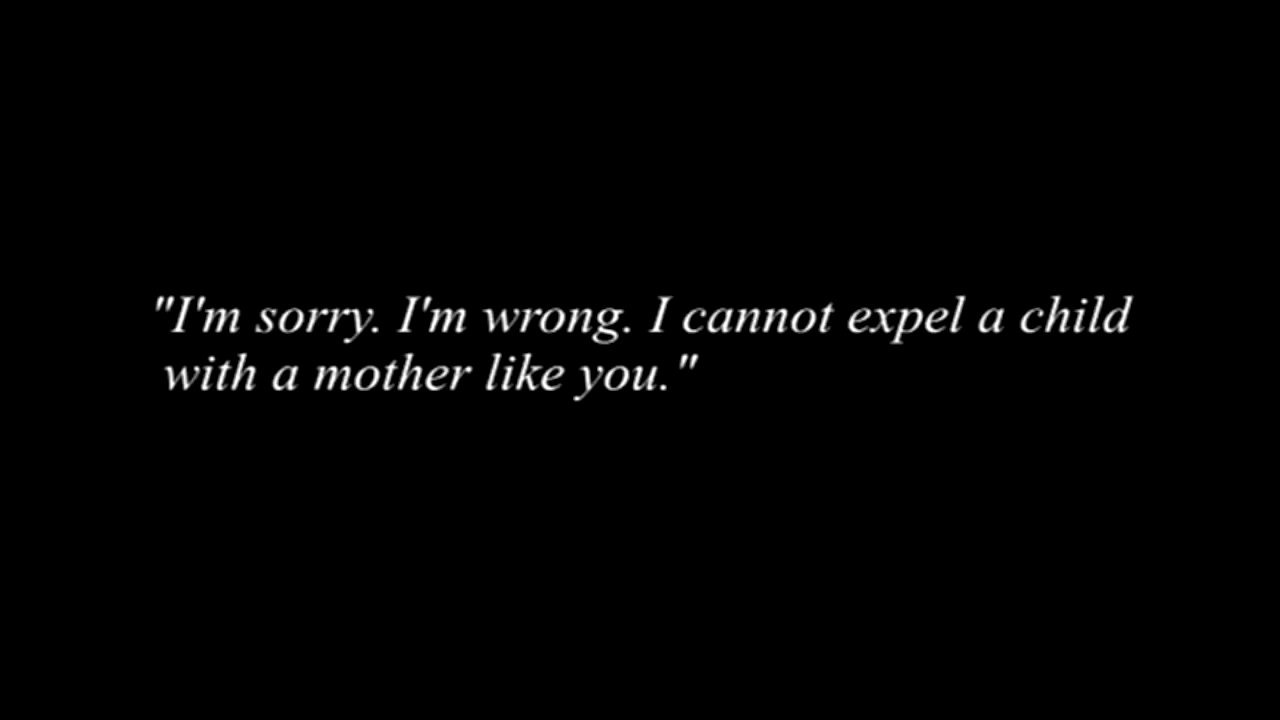 "I'm sorry. I'm wrong. I cannot expel a child
with a mother like you."